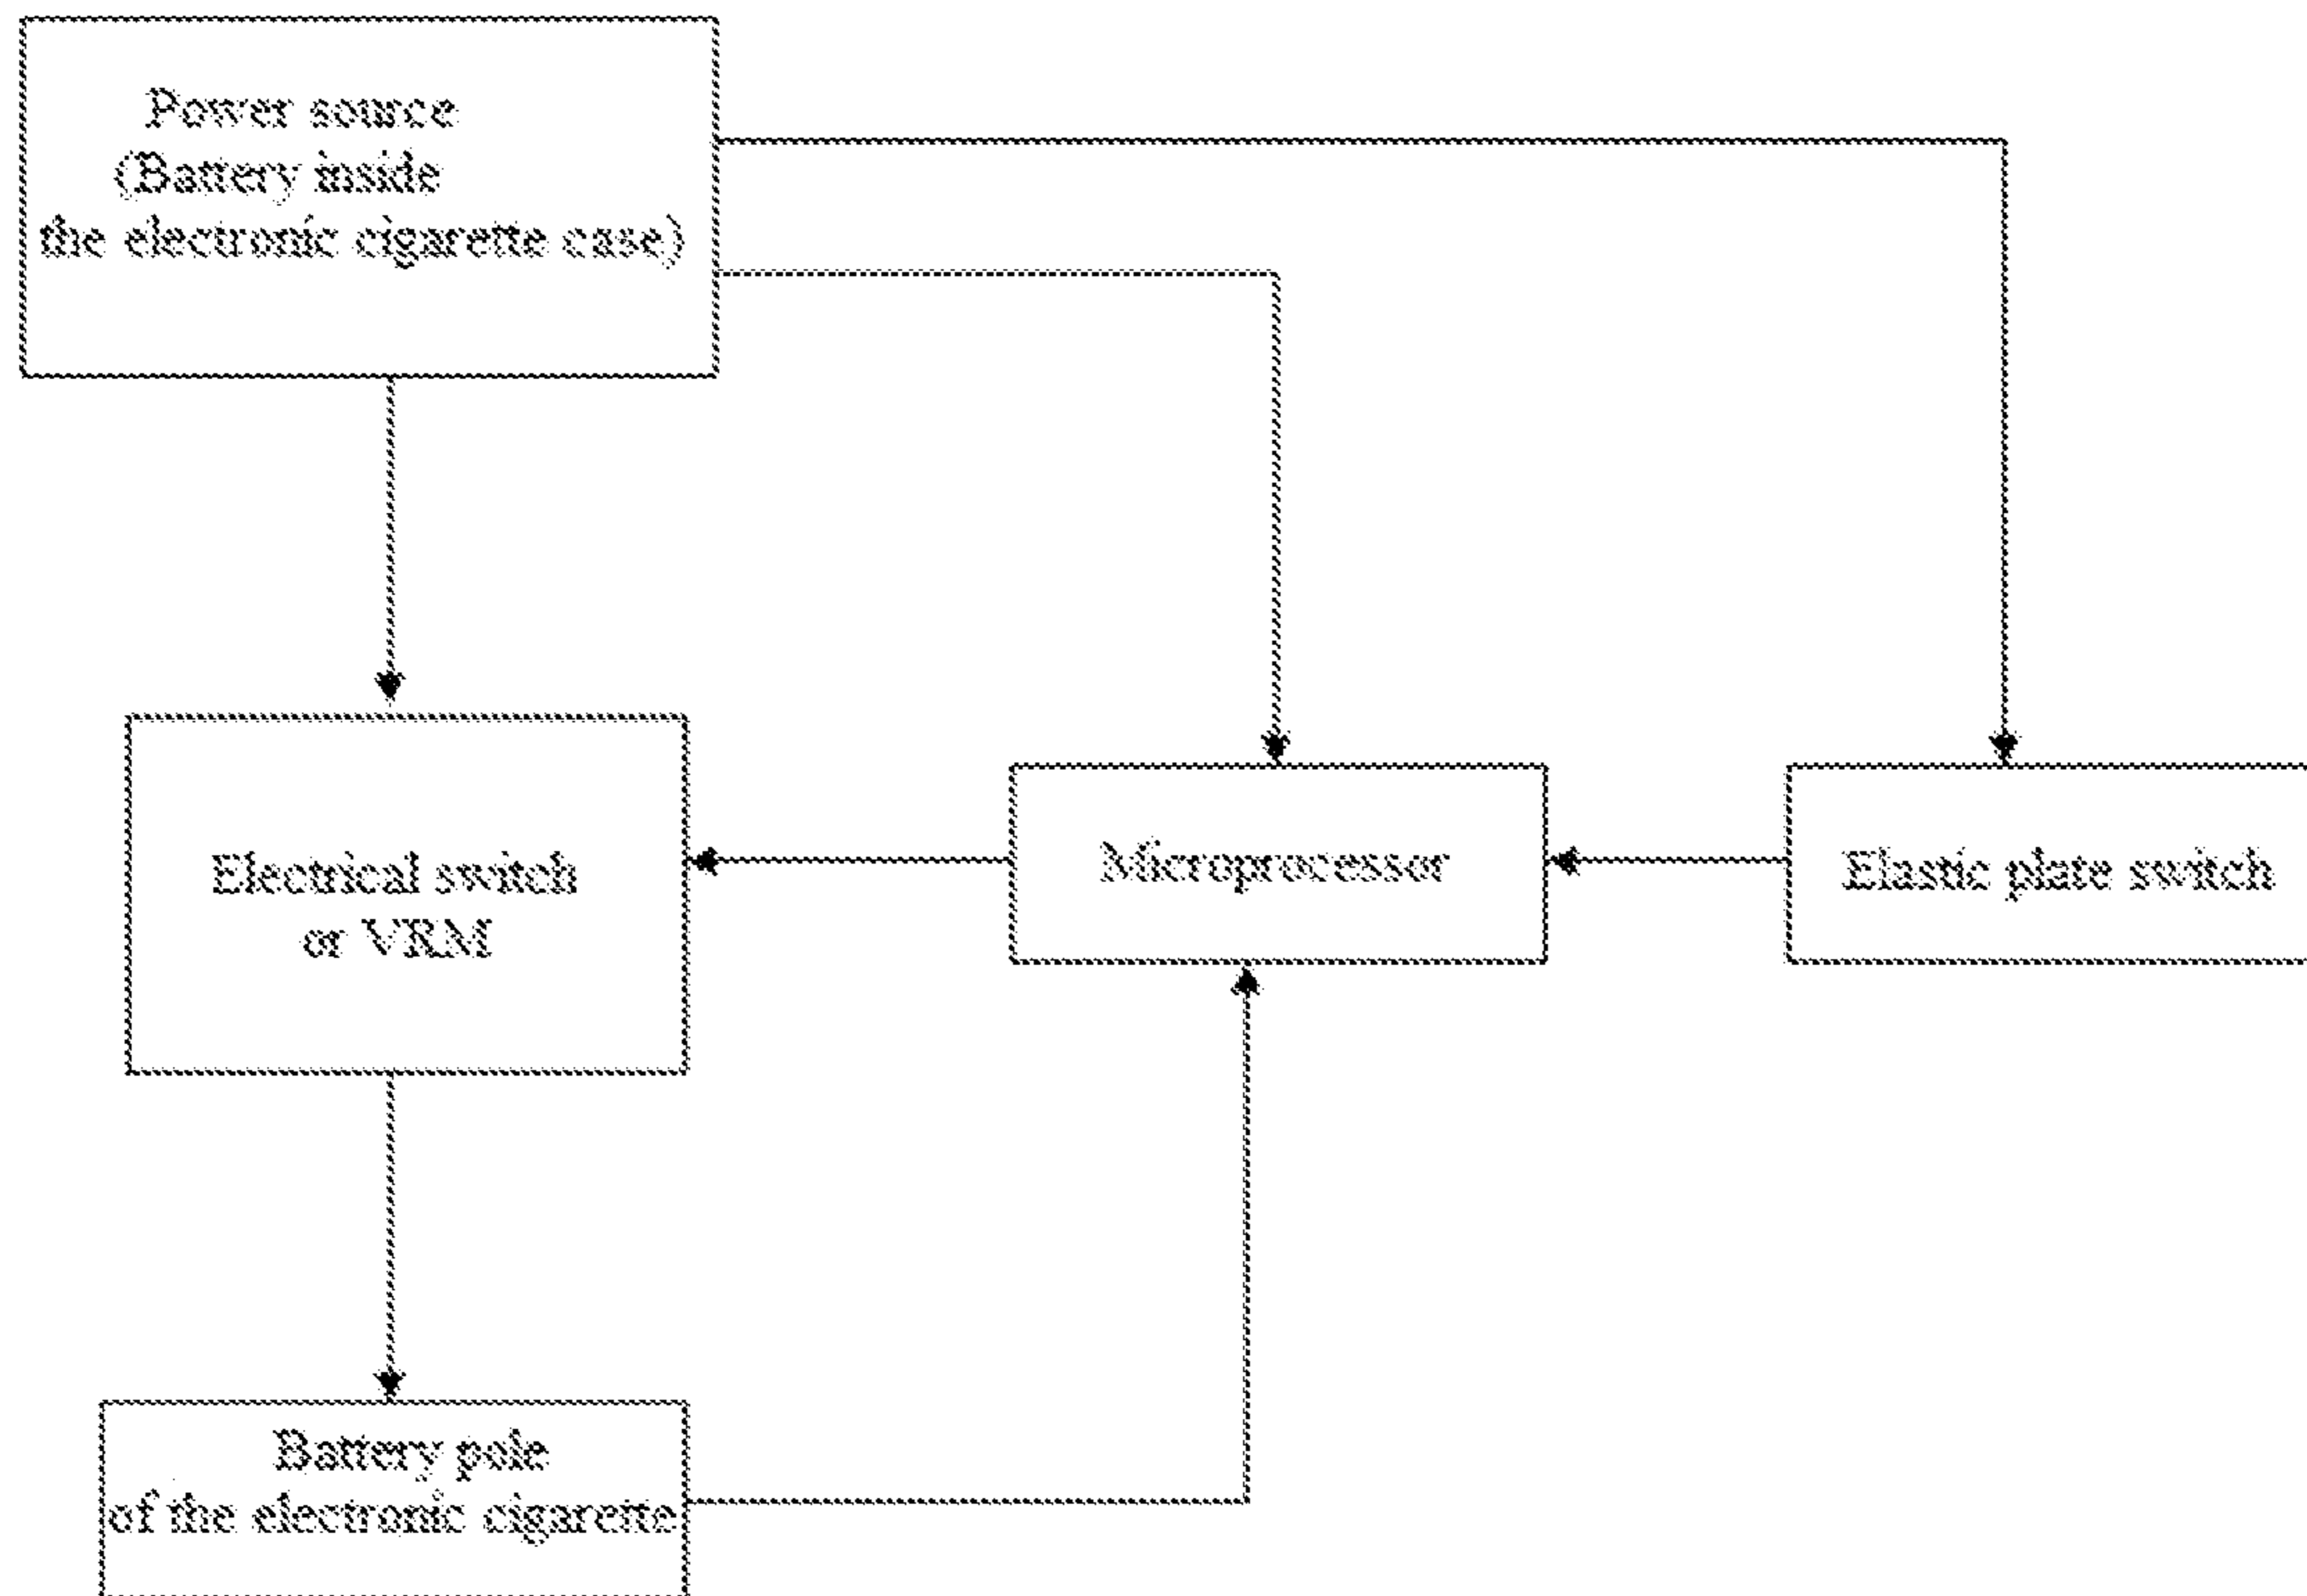 Power source
(Battery inside
the electronic cigarette case)
Electrical switch
or VRM
Microprocessor
Elastic plate switch
Battery pole
of the electronic cigarette